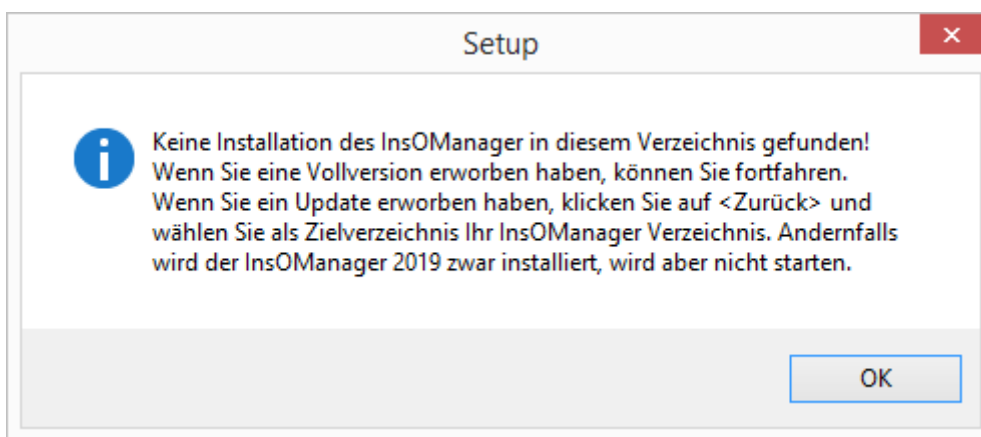 Setup
Keine Installation des InsOManager in diesem Verzeichnis gefunden!
Wenn Sie eine Vollversion erworben haben, können Sie fortfahren.
Wenn Sie ein Update erworben haben, klicken Sie auf <Zurück> und
wählen Sie als Zielverzeichnis Ihr InsOManager Verzeichnis. Andernfalls
wird der InsOManager 2019 zwar installiert, wird aber nicht starten.
OK